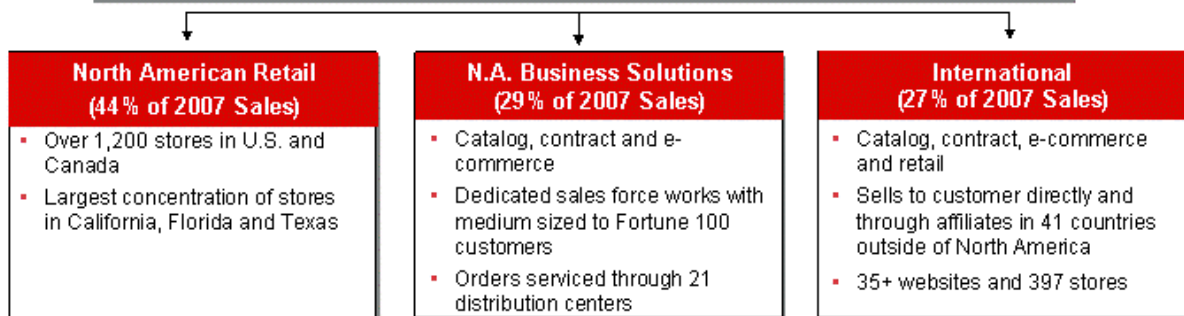 North American Retail
(44% of 2007 Sales)
▪ Over 1,200 stores in U.S. and
Canada
▪ Largest concentration of stores
in California, Florida and Texas
N.A. Business Solutions
(29% of 2007 Sales)
▪ Catalog, contract and e-
commerce
▪ Dedicated sales force works with
medium sized to Fortune 100
customers
▪ Orders serviced through 21
distribution centers
International
(27% of 2007 Sales)
▪ Catalog, contract, e-commerce
and retail
▪ Sells to customer directly and
through affiliates in 41 countries
outside of North America
▪ 35+ websites and 397 stores